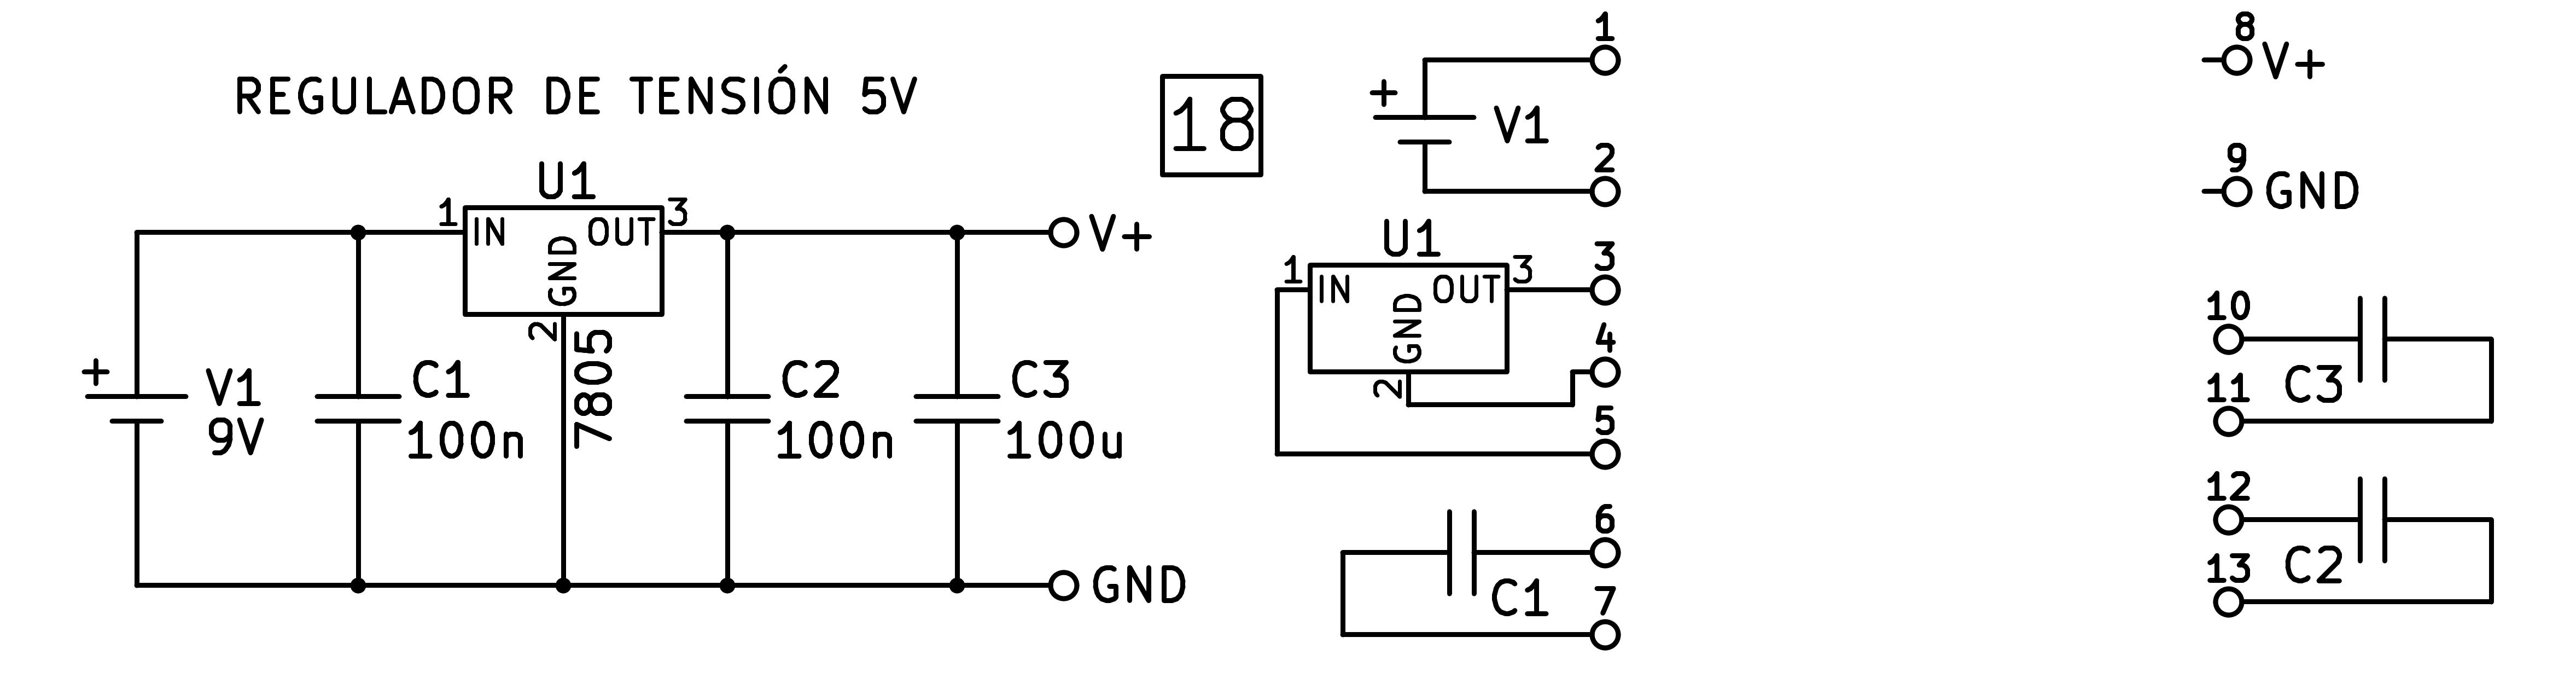 REGULADOR DE TENSIÓN 5V
U1
1 IN OUT 3
GND
2
7805
V+
+
V1
9V
C1
100n
C2
100n
C3
100u
GND
18
1
+
V1
2
U1
1 IN OUT 3
GND
2
3
4
5
6
C1
7
8
V+
9
GND
10
C3
11
12
C2
13